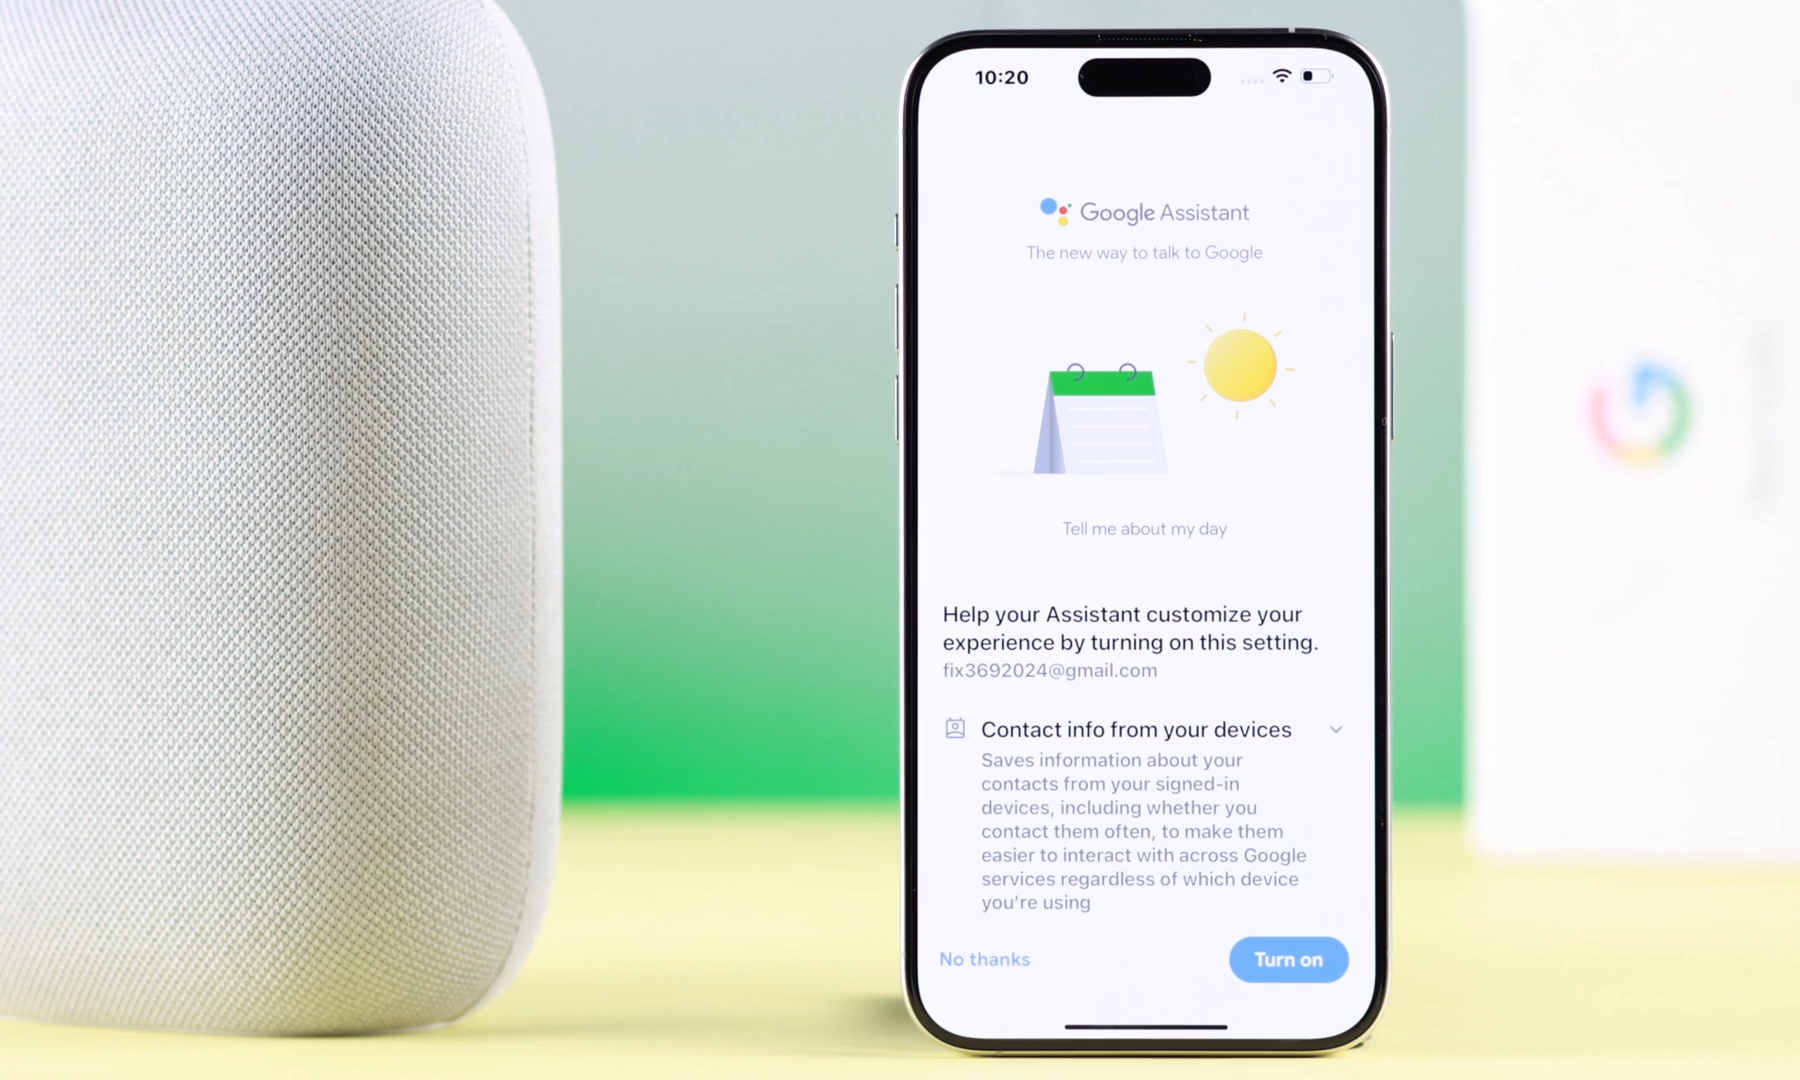 10:20
Google Assistant
The new way to talk to Google
Tell me about my day
Help your Assistant customize your
experience by turning on this setting.
fix3692024@gmail.com
Contact info from your devices
Saves information about your
contacts from your signed-in
devices, including whether you
contact them often, to make them
easier to interact with across Google
services regardless of which device
you're using
No thanks
Turn on